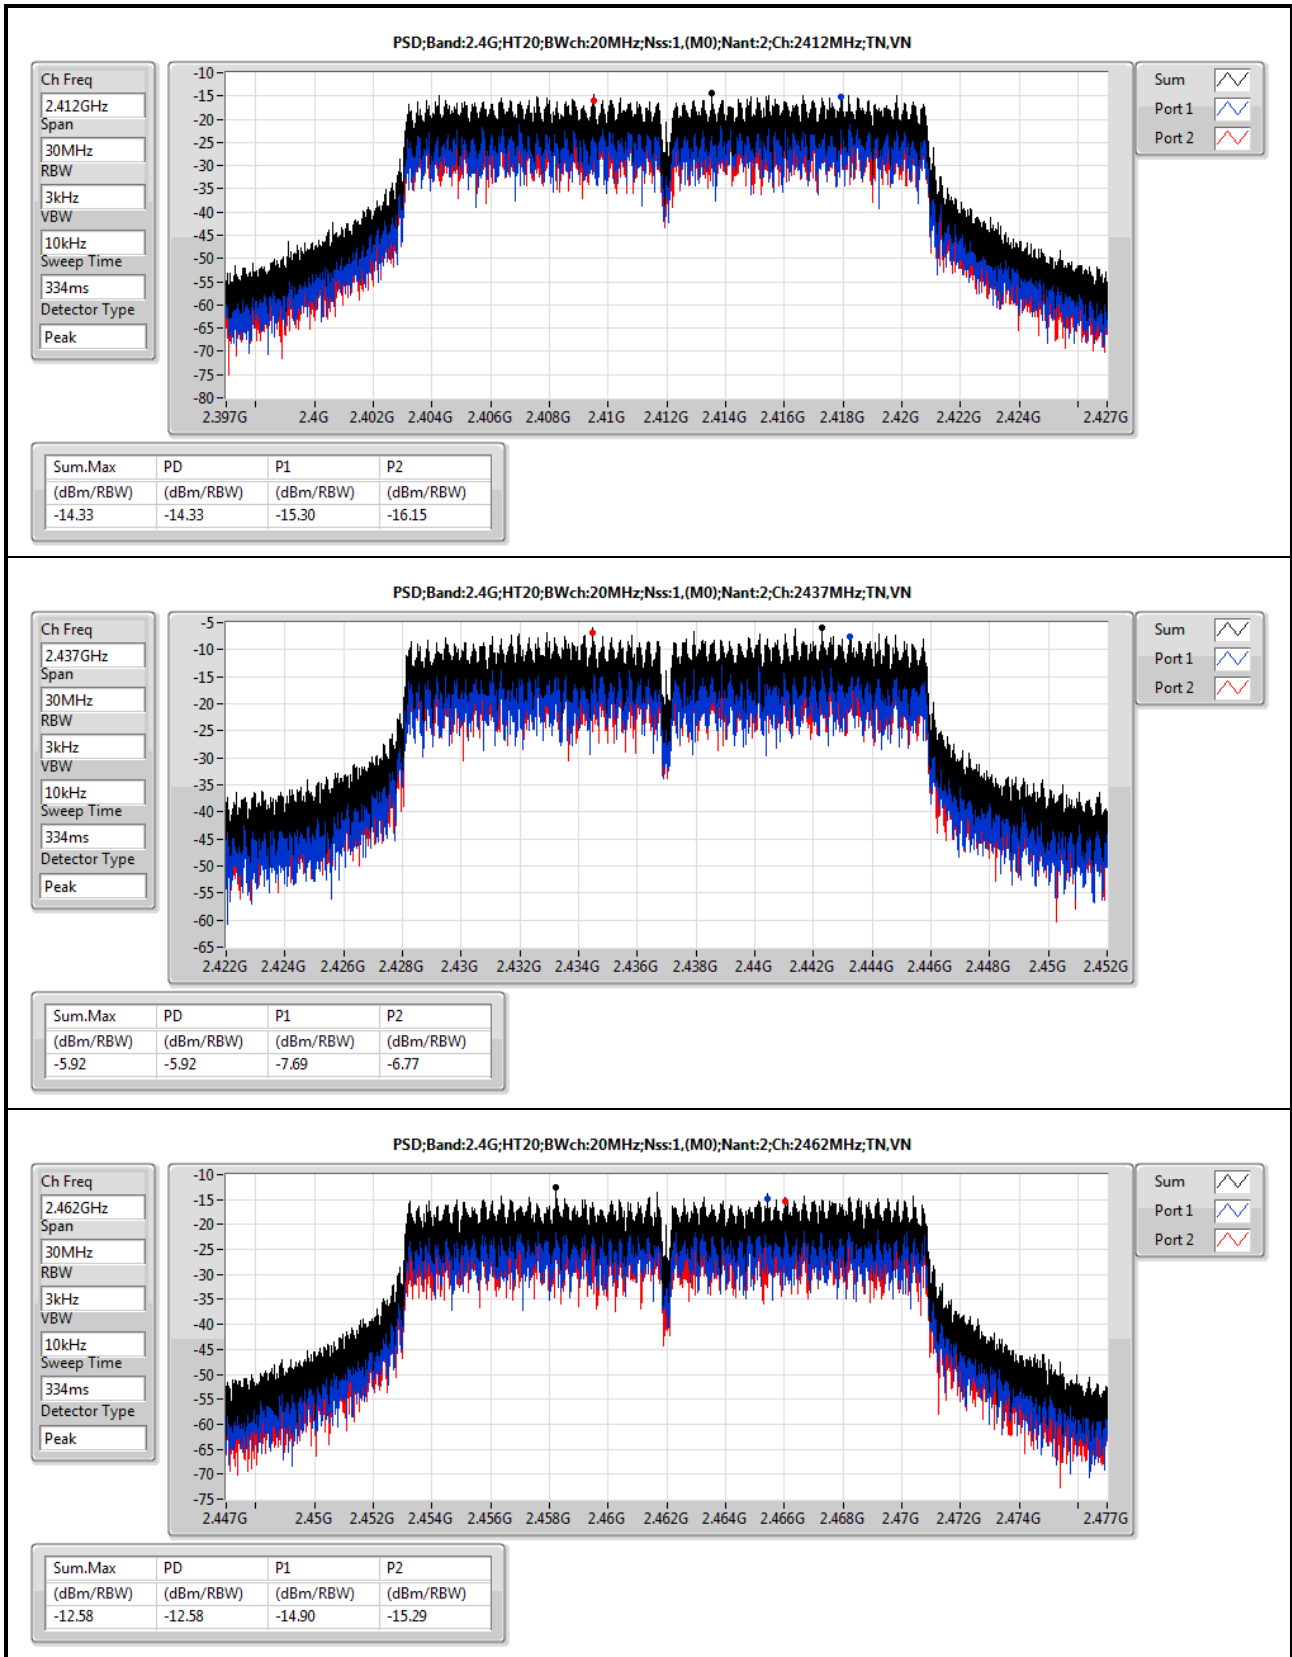 PSD;Band:2.4G;HT20;BWch:20MHz;Nss:1,(M0);Nant:2;Ch:2412MHz;TN,VN
Ch Freq
2.412GHz
Span
30MHz
RBW
3kHz
VBW
10kHz
Sweep Time
334ms
Detector Type
Peak
-10
-15
-20
-25
-30
-35
-40
-45
-50
-55
-60
-65
-70
-75
-80
2.397G 2.4G 2.402G 2.404G 2.406G 2.408G 2.41G 2.412G 2.414G 2.416G 2.418G 2.42G 2.422G 2.424G 2.427G
Sum
Port 1
Port 2
Sum.Max PD P1 P2
(dBm/RBW) (dBm/RBW) (dBm/RBW) (dBm/RBW)
-14.33 -14.33 -15.30 -16.15
PSD;Band:2.4G;HT20;BWch:20MHz;Nss:1,(M0);Nant:2;Ch:2437MHz;TN,VN
Ch Freq
2.437GHz
Span
30MHz
RBW
3kHz
VBW
10kHz
Sweep Time
334ms
Detector Type
Peak
-5
-10
-15
-20
-25
-30
-35
-40
-45
-50
-55
-60
-65
2.422G 2.424G 2.426G 2.428G 2.43G 2.432G 2.434G 2.436G 2.438G 2.44G 2.442G 2.444G 2.446G 2.448G 2.45G 2.452G
Sum
Port 1
Port 2
Sum.Max PD P1 P2
(dBm/RBW) (dBm/RBW) (dBm/RBW) (dBm/RBW)
-5.92 -5.92 -7.69 -6.77
PSD;Band:2.4G;HT20;BWch:20MHz;Nss:1,(M0);Nant:2;Ch:2462MHz;TN,VN
Ch Freq
2.462GHz
Span
30MHz
RBW
3kHz
VBW
10kHz
Sweep Time
334ms
Detector Type
Peak
-10
-15
-20
-25
-30
-35
-40
-45
-50
-55
-60
-65
-70
-75
2.447G 2.45G 2.452G 2.454G 2.456G 2.458G 2.46G 2.462G 2.464G 2.466G 2.468G 2.47G 2.472G 2.474G 2.477G
Sum
Port 1
Port 2
Sum.Max PD P1 P2
(dBm/RBW) (dBm/RBW) (dBm/RBW) (dBm/RBW)
-12.58 -12.58 -14.90 -15.29